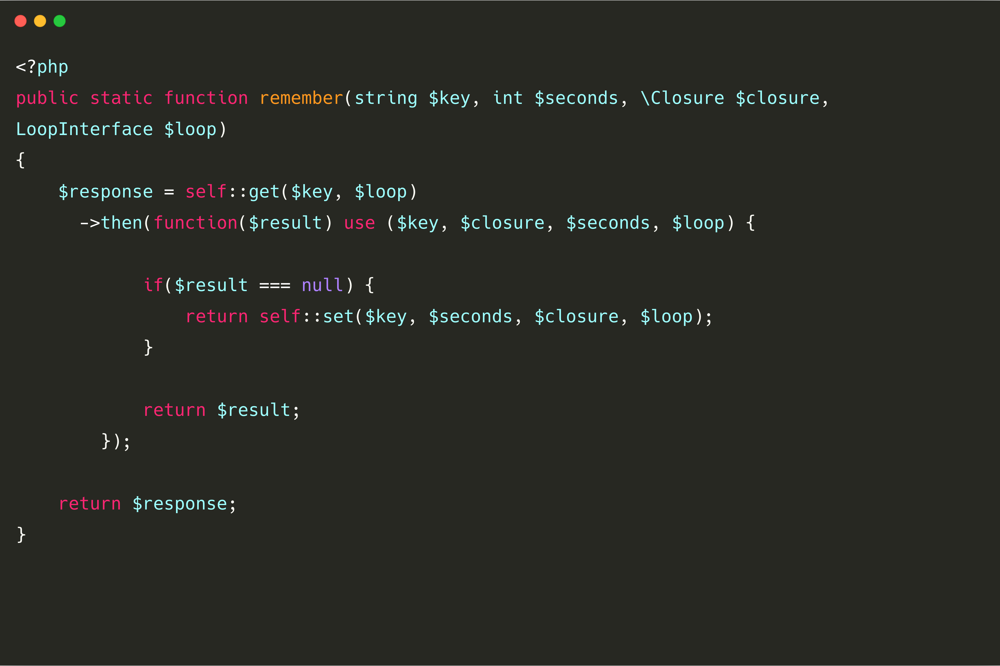 <?php
public static function remember(string $key, int $seconds, \Closure $closure,
LoopInterface $loop)
{
    $response = self::get($key, $loop)
      ->then(function($result) use ($key, $closure, $seconds, $loop) {

            if($result === null) {
                return self::set($key, $seconds, $closure, $loop);
            }

            return $result;
        });

    return $response;
}